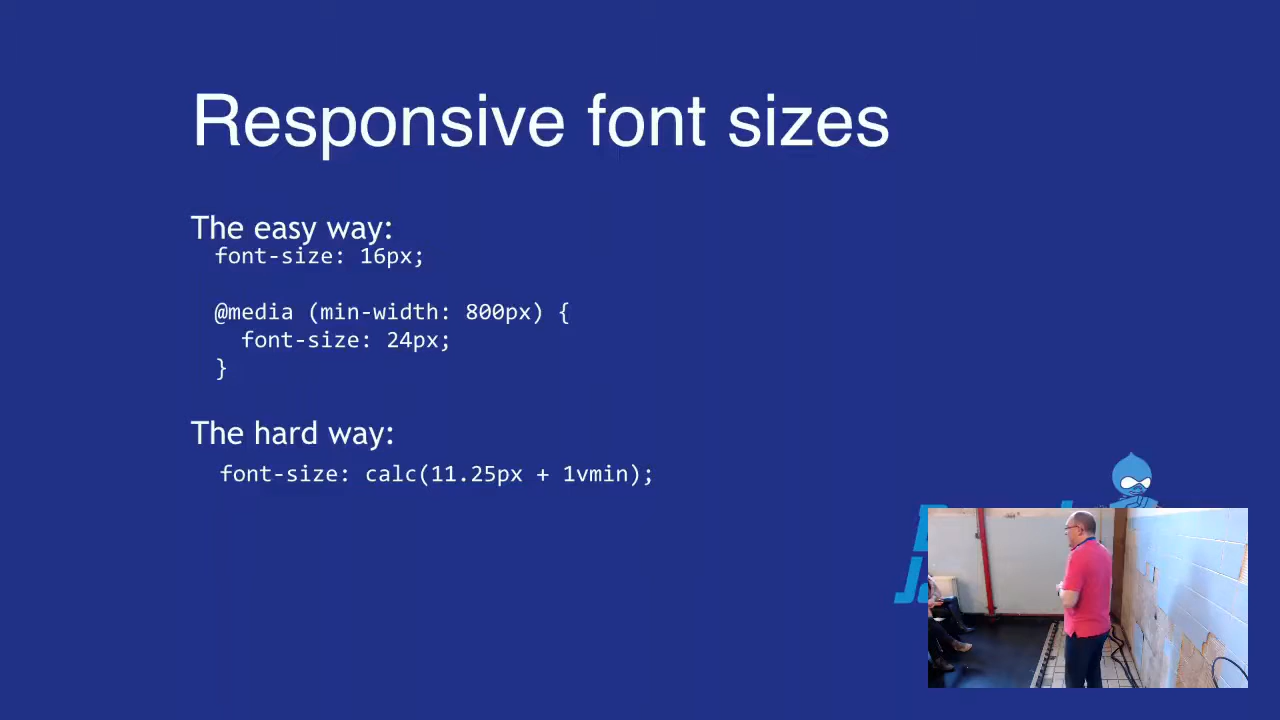 Responsive font sizes
The easy way:
font-size: 16px;
@media (min-width: 800px) {
font-size: 24px;
}
The hard way:
font-size: calc(11.25px + 1vmin);